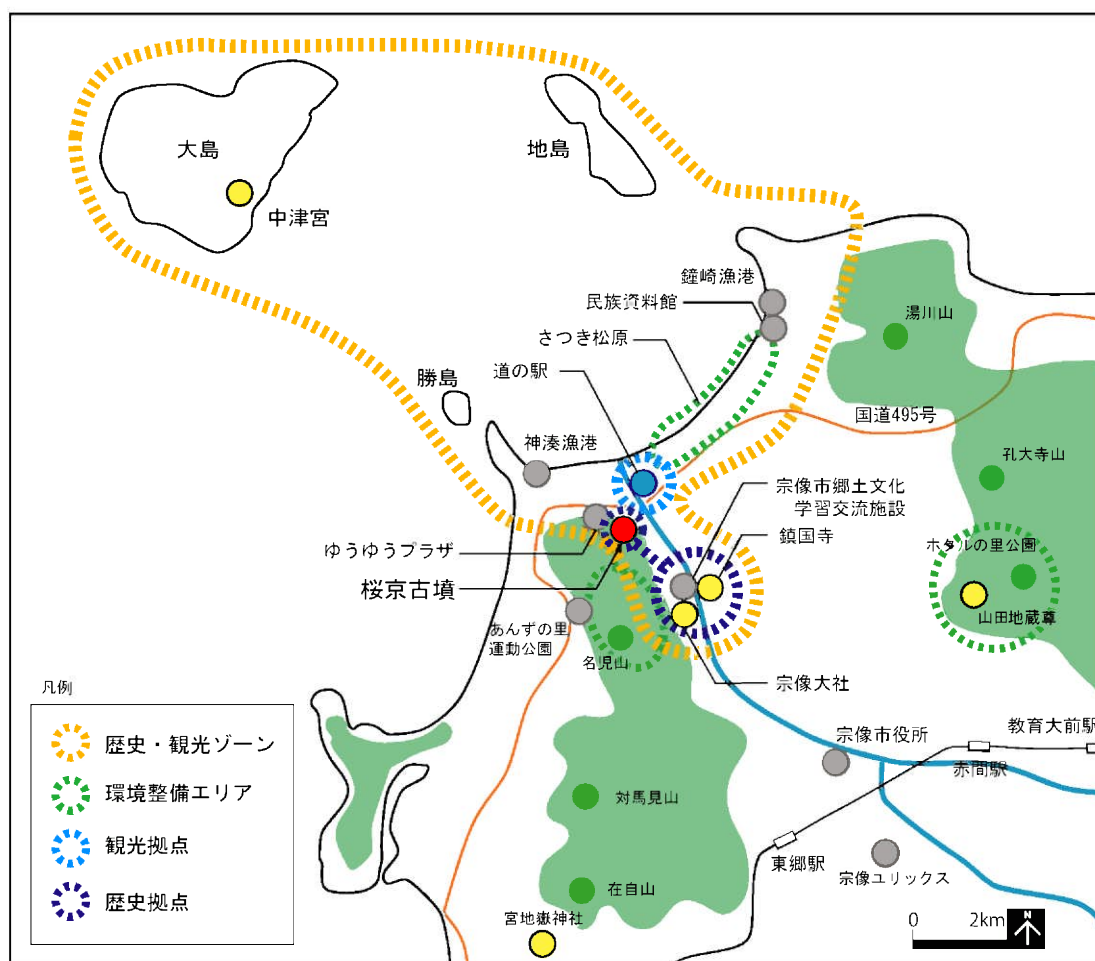 大島
地島
中津宮
鐘崎漁港
民族資料館
湯川山
さつき松原
道の駅
勝島
国道495号
神湊漁港
孔大寺山
宗像市郷土文化
学習交流施設
鎮国寺
ゆうゆうプラザ
ホタルの里公園
桜京古墳
山田地蔵尊
あんずの里
運動公園
名児山
宗像大社
凡例
歴史・観光ゾーン
環境整備エリア
観光拠点
歴史拠点
宗像市役所
教育大前駅
赤間駅
対馬見山
東郷駅
宗像ユリックス
在自山
宮地嶽神社
0 2km
N